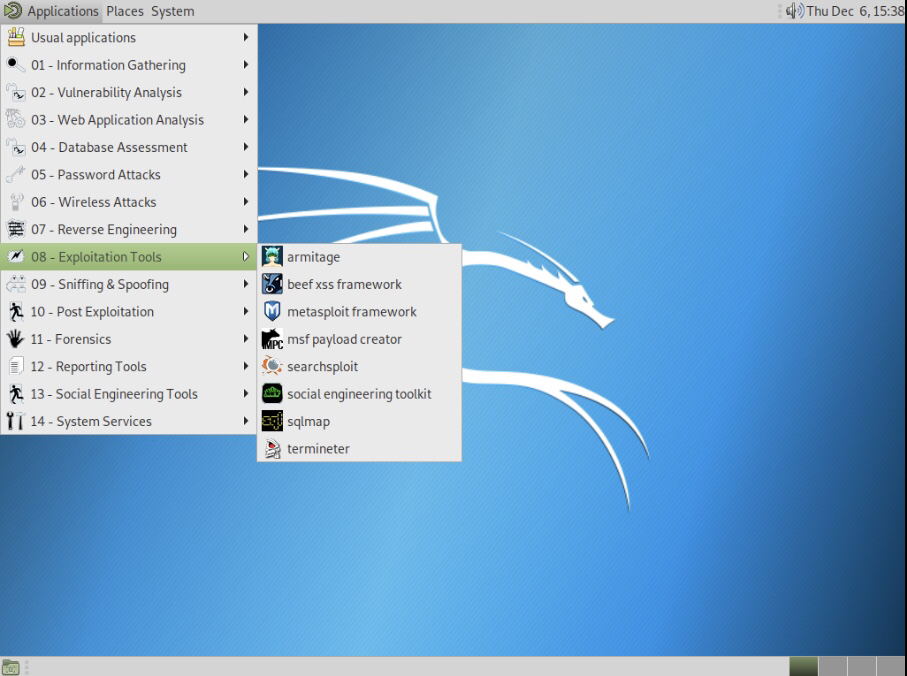 Applications Places System Thu Dec 6, 15:38
Usual applications
01 - Information Gathering
02 - Vulnerability Analysis
03 - Web Application Analysis
04 - Database Assessment
05 - Password Attacks
06 - Wireless Attacks
07 - Reverse Engineering
08 - Exploitation Tools
09 - Sniffing & Spoofing
10 - Post Exploitation
11 - Forensics
12 - Reporting Tools
13 - Social Engineering Tools
14 - System Services
armitage
beef xss framework
metasploit framework
MPC msf payload creator
searchsploit
social engineering toolkit
sqlmap
termineter